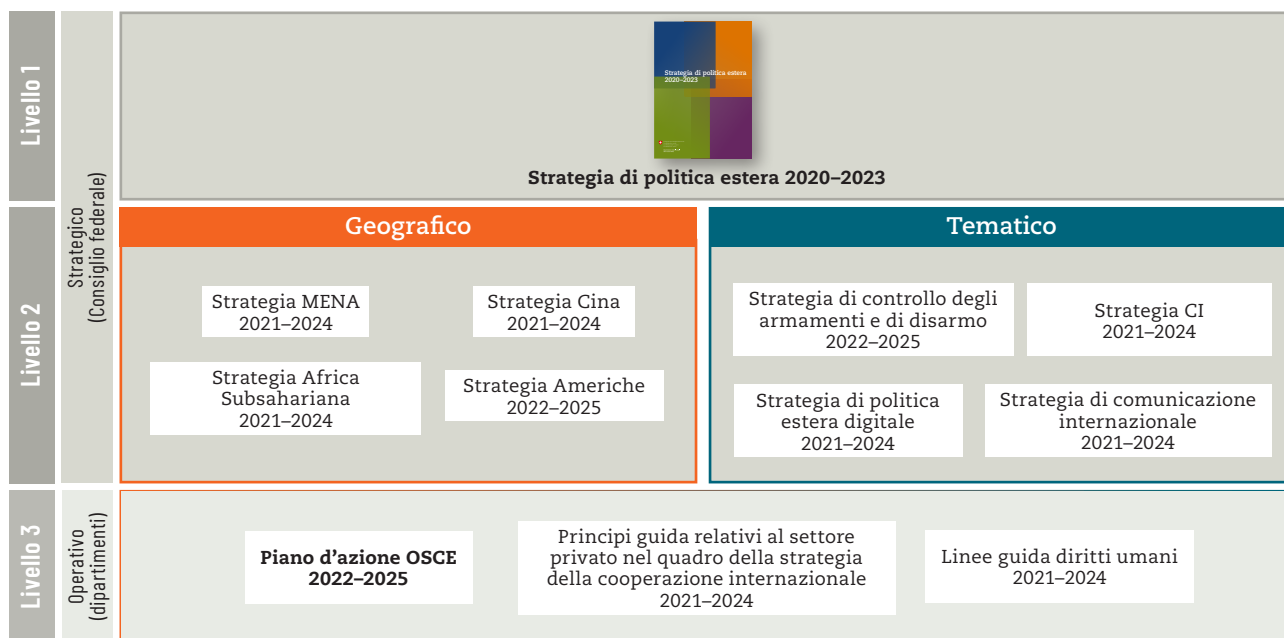 Livello 1
Strategico
(Consiglio federale)
Strategia di politica estera
2020–2023
Strategia di politica estera 2020–2023
Livello 2
Geografico
Strategia MENA
2021–2024
Strategia Cina
2021–2024
Strategia Africa
Subsahariana
2021–2024
Strategia Americhe
2022–2025
Tematico
Strategia di controllo degli
armamenti e di disarmo
2022–2025
Strategia CI
2021–2024
Strategia di politica
estera digitale
2021–2024
Strategia di comunicazione
internazionale
2021–2024
Livello 3
Operativo
(dipartimenti)
Piano d'azione OSCE
2022–2025
Principi guida relativi al settore
privato nel quadro della strategia
della cooperazione internazionale
2021–2024
Linee guida diritti umani
2021–2024